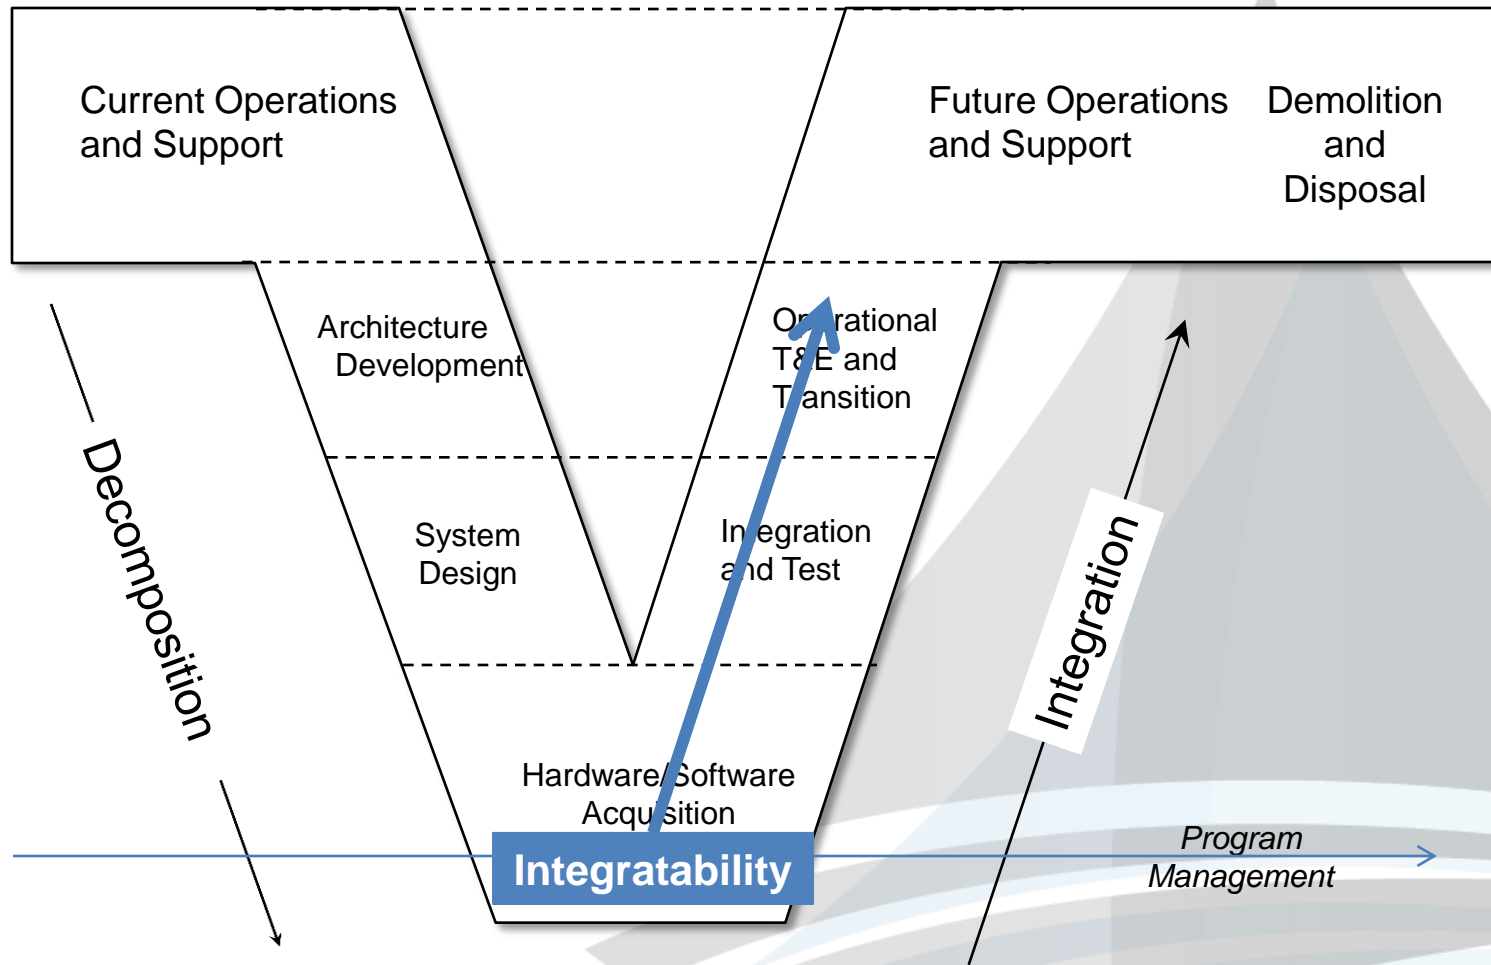 Current Operations
and Support
Future Operations
and Support
Demolition
and
Disposal
Architecture
Development
Operational
T&E and
Transition
Decomposition
System
Design
Integration
and Test
Integration
Hardware/Software
Acquisition
Integratability
Program
Management